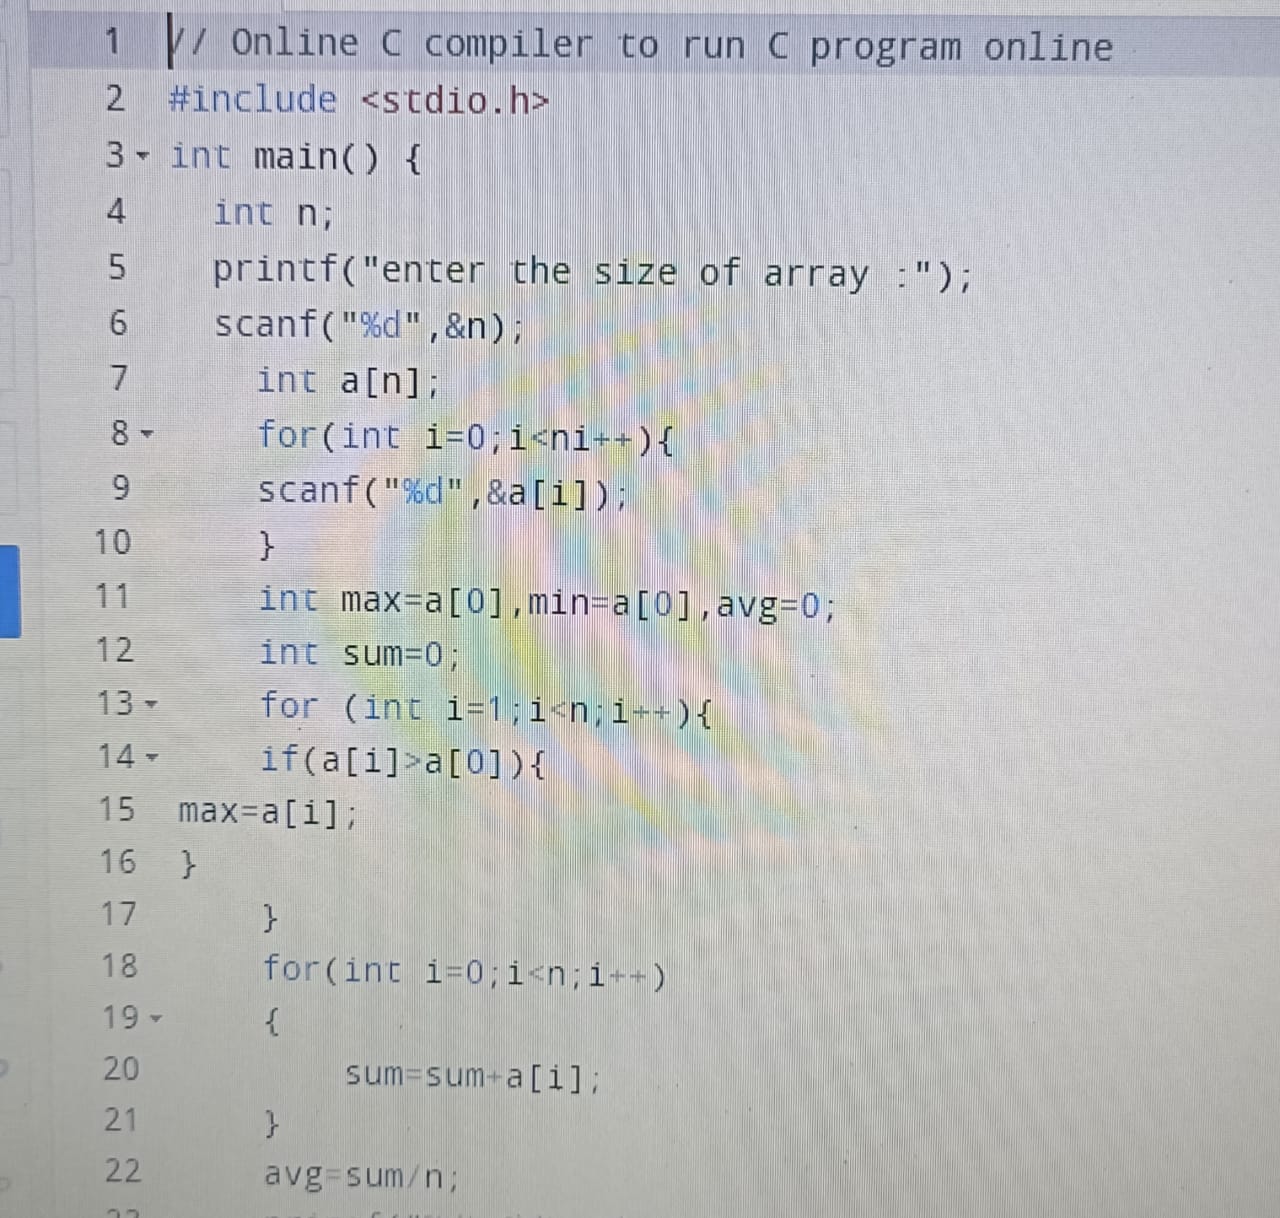 1 // Online C compiler to run C program online
2 #include <stdio.h>
3 int main() {
4 int n;
5 printf("enter the size of array :");
6 scanf("%d",&n);
7 int a[n];
8 for(int i=0;i<ni++){
9 scanf("%d",&a[i]);
10 }
11 int max=a[0],min=a[0],avg=0;
12 int sum=0;
13 for (int i=1;i<n;i++){
14 if(a[i]>a[0]){
15 max=a[i];
16 }
17 }
18 for(int i=0;i<n;i++)
19 {
20 sum=sum+a[i];
21 }
22 avg=sum/n;